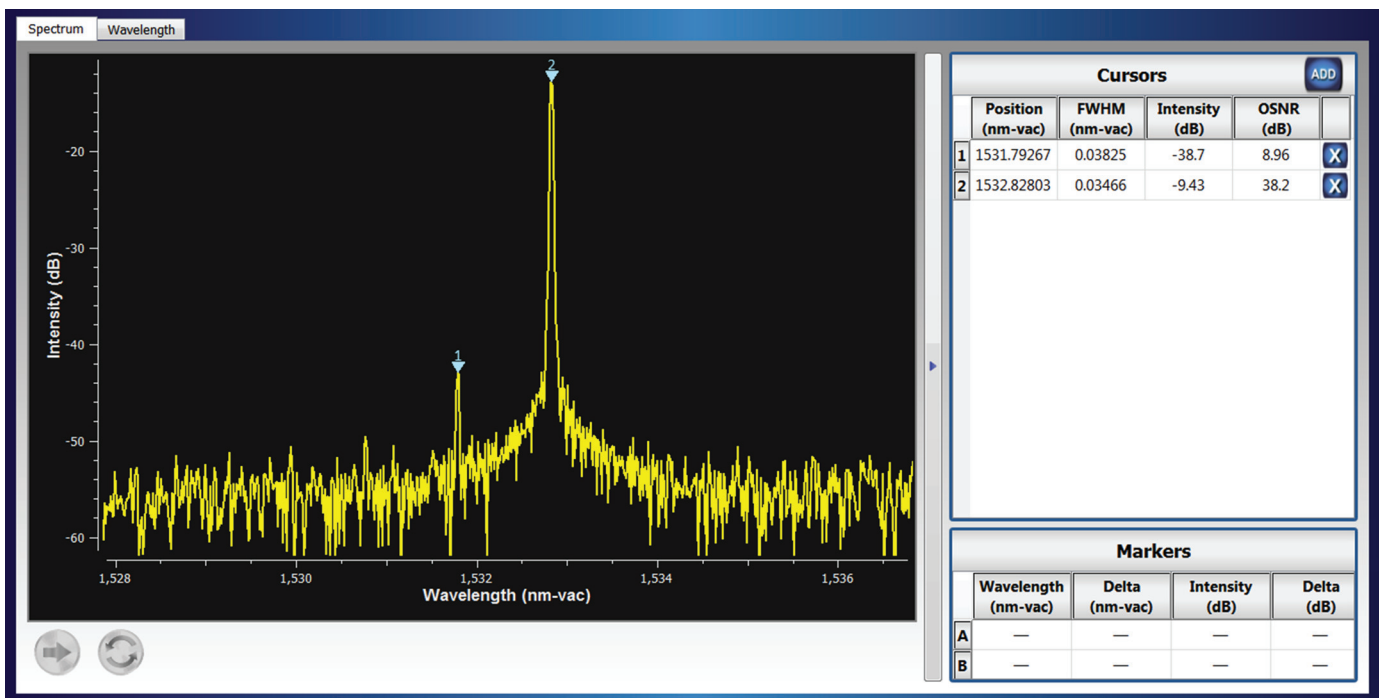 Spectrum Wavelength
2
1
-20
-30
-40
-50
-60
Intensity (dB)
1,528 1,530 1,532 1,534 1,536
Wavelength (nm-vac)
Cursors ADD
Position FWHM Intensity OSNR
(nm-vac) (nm-vac) (dB) (dB)
1 1531.79267 0.03825 -38.7 8.96 X
2 1532.82803 0.03466 -9.43 38.2 X
Markers
Wavelength Delta Intensity Delta
(nm-vac) (nm-vac) (dB) (dB)
A — — — —
B — — — —